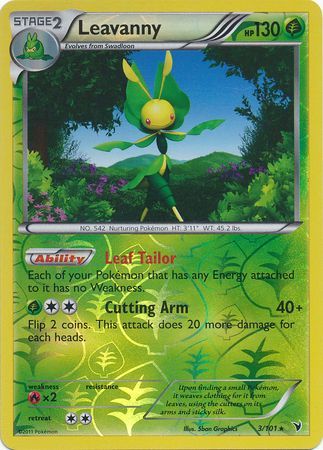 STAGE2
Leavanny
HP130
Evolves from Swadloon
NO. 542 Nurturing Pokémon HT: 3'11" WT: 45.2 lbs.
Ability
Leaf Tailor
Each of your Pokémon that has any Energy attached
to it has no Weakness.
Cutting Arm 40+
Flip 2 coins. This attack does 20 more damage for
each heads.
weakness resistance
×2
retreat
Upon finding a small Pokémon,
it weaves clothing for it from
leaves, using the cutters on its
arms and sticky silk.
©2011 Pokémon
Illus. 5ban Graphics
3/101★